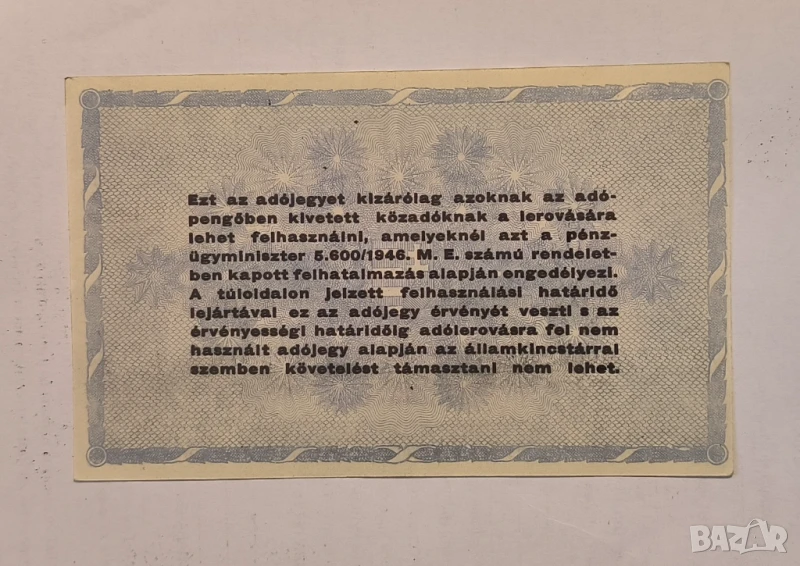 Ezt az adójegyet kizárólag azoknak az adó-
pengőben kivetett közadóknak a lerovására
lehet felhasználni, amelyeknél azt a pénz-
ügyminiszter 5.600/1946. M. E. számú rendelet-
ben kapott felhatalmazás alapján engedélyezi.
A túloldalon jelzett felhasználási határidő
lejártával ez az adójegy érvényét veszti s az
érvényességi határidőig adólerovásra fel nem
használt adójegy alapján az államkincstárral
szemben követelést támasztani nem lehet.
BAZAR